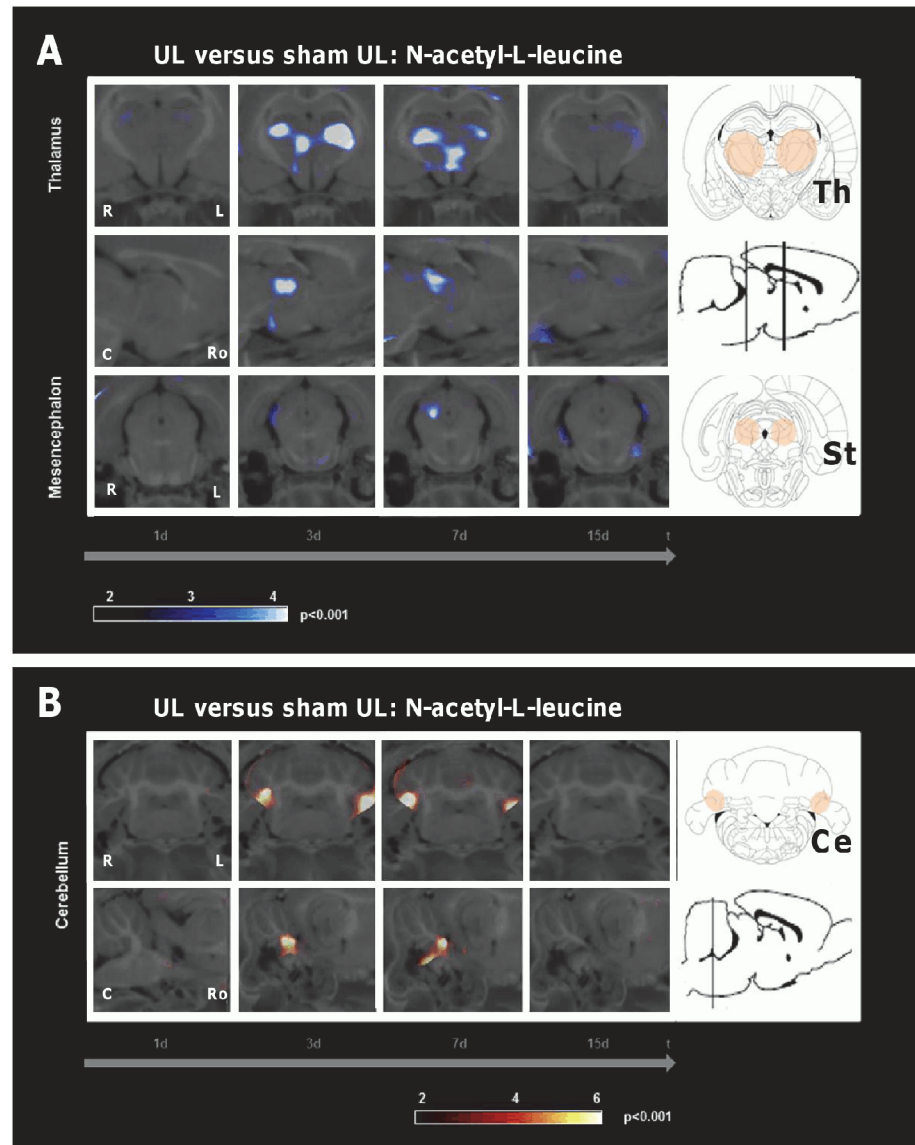 A
UL versus sham UL: N-acetyl-L-leucine
Thalamus
R L
Th
C Ro
Mesencephalon
R L
St
1d 3d 7d 15d t
2 3 4
p<0.001
B
UL versus sham UL: N-acetyl-L-leucine
Cerebellum
R L
Ce
C Ro
1d 3d 7d 15d t
2 4 6
p<0.001